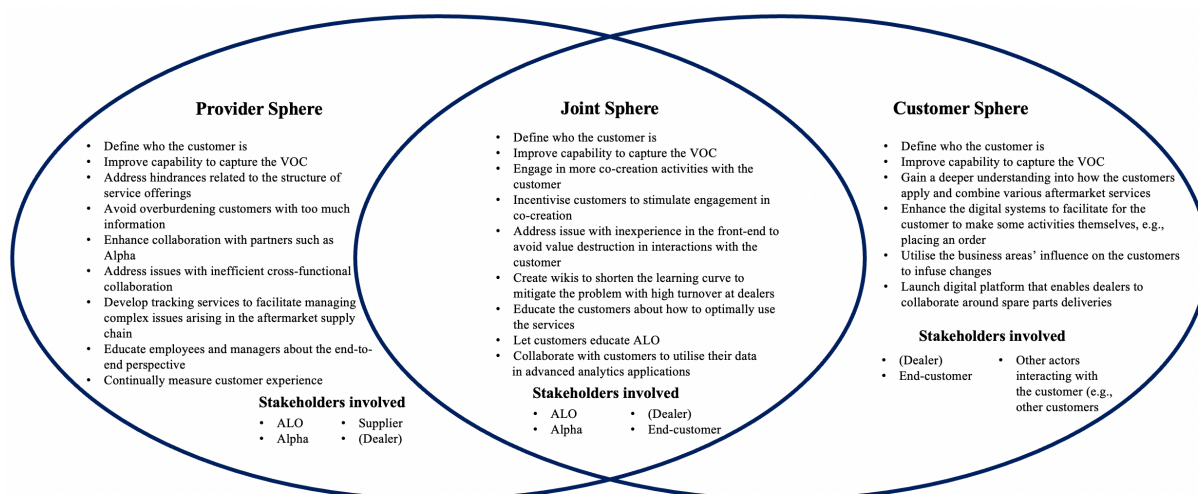 Provider Sphere
• Define who the customer is
• Improve capability to capture the VOC
• Address hindrances related to the structure of
service offerings
• Avoid overburdening customers with too much
information
• Enhance collaboration with partners such as
Alpha
• Address issues with inefficient cross-functional
collaboration
• Develop tracking services to facilitate managing
complex issues arising in the aftermarket supply
chain
• Educate employees and managers about the end-to-
end perspective
• Continually measure customer experience
Stakeholders involved
• ALO
• Alpha
• Supplier
• (Dealer)
Joint Sphere
• Define who the customer is
• Improve capability to capture the VOC
• Engage in more co-creation activities with the
customer
• Incentivise customers to stimulate engagement in
co-creation
• Address issue with inexperience in the front-end to
avoid value destruction in interactions with the
customer
• Create wikis to shorten the learning curve to
mitigate the problem with high turnover at dealers
• Educate the customers about how to optimally use
the services
• Let customers educate ALO
• Collaborate with customers to utilise their data
in advanced analytics applications
Stakeholders involved
• ALO
• Alpha
• (Dealer)
• End-customer
Customer Sphere
• Define who the customer is
• Improve capability to capture the VOC
• Gain a deeper understanding into how the customers
apply and combine various aftermarket services
• Enhance the digital systems to facilitate for the
customer to make some activities themselves, e.g.,
placing an order
• Utilise the business areas' influence on the customers
to infuse changes
• Launch digital platform that enables dealers to
collaborate around spare parts deliveries
Stakeholders involved
• (Dealer)
• End-customer
• Other actors
interacting with
the customer (e.g.,
other customers